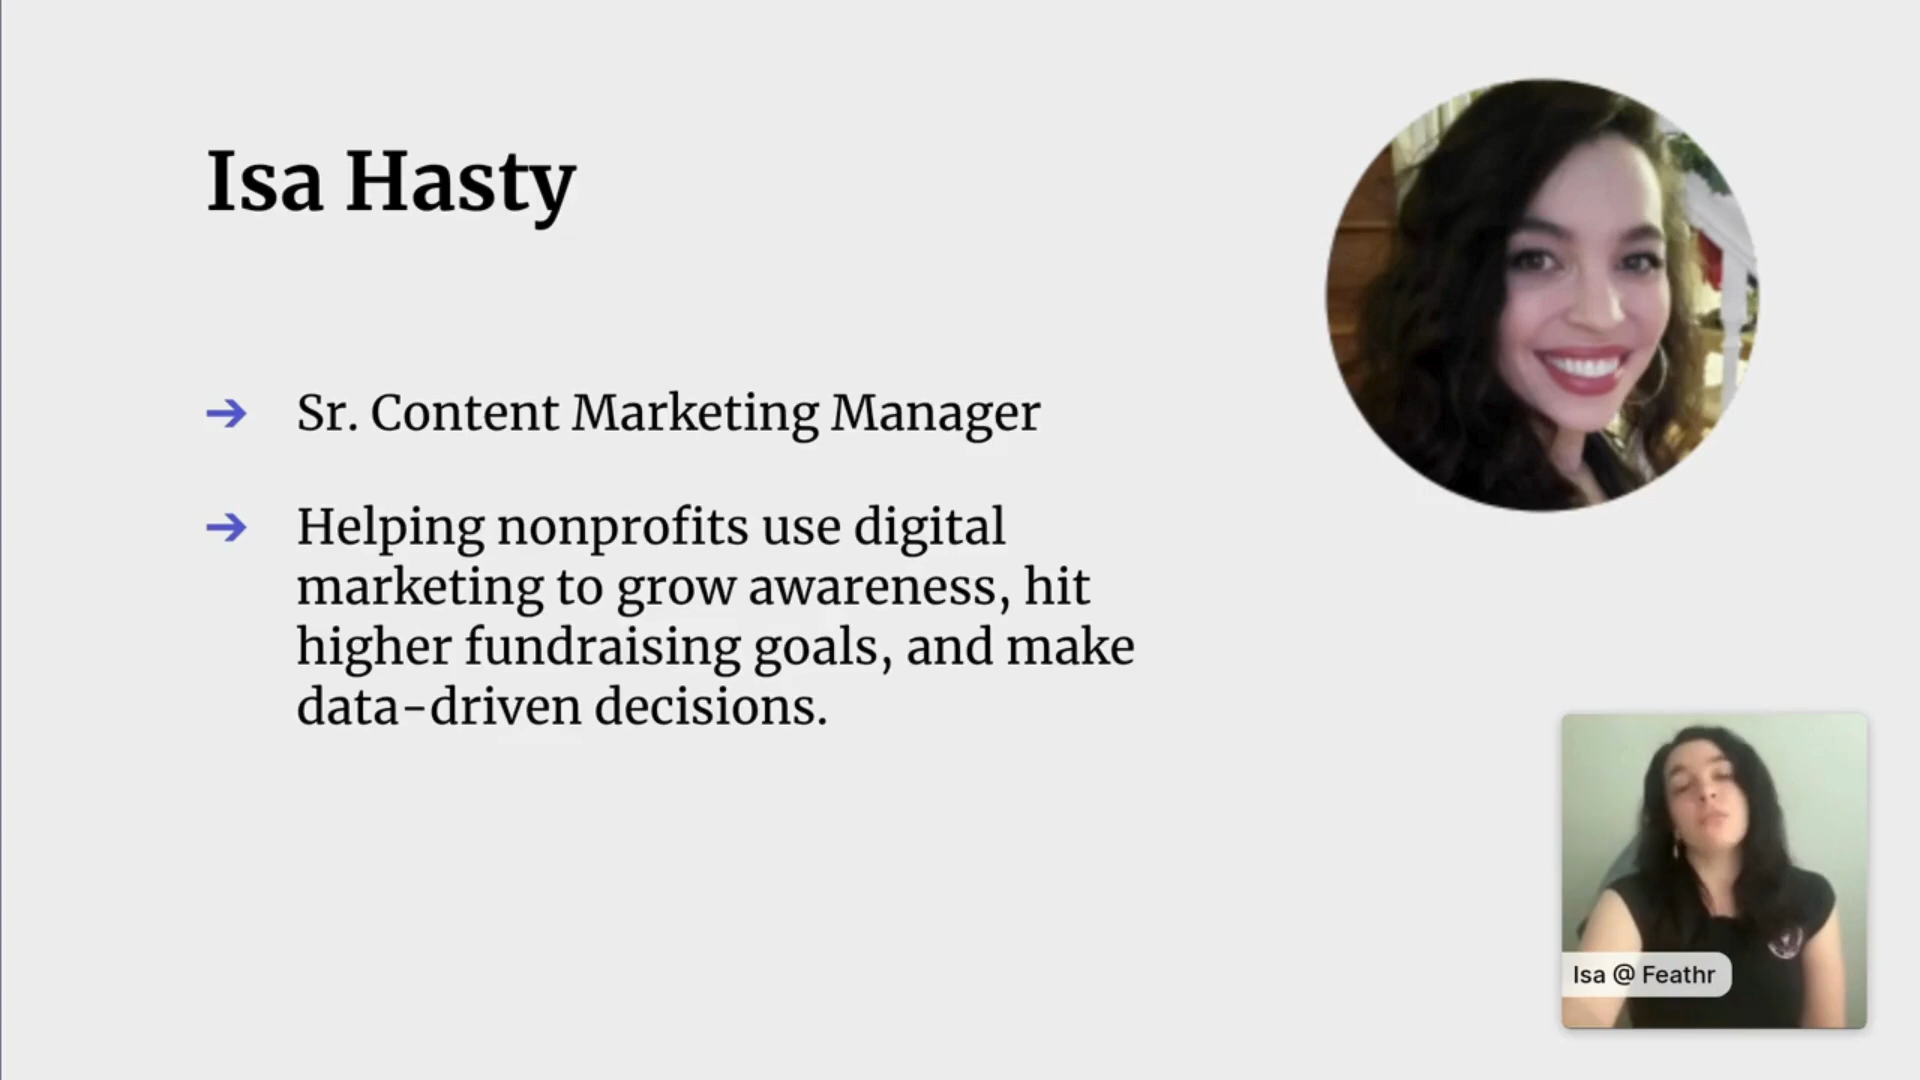 Isa Hasty
→ Sr. Content Marketing Manager
→ Helping nonprofits use digital
marketing to grow awareness, hit
higher fundraising goals, and make
data-driven decisions.
Isa @ Feathr